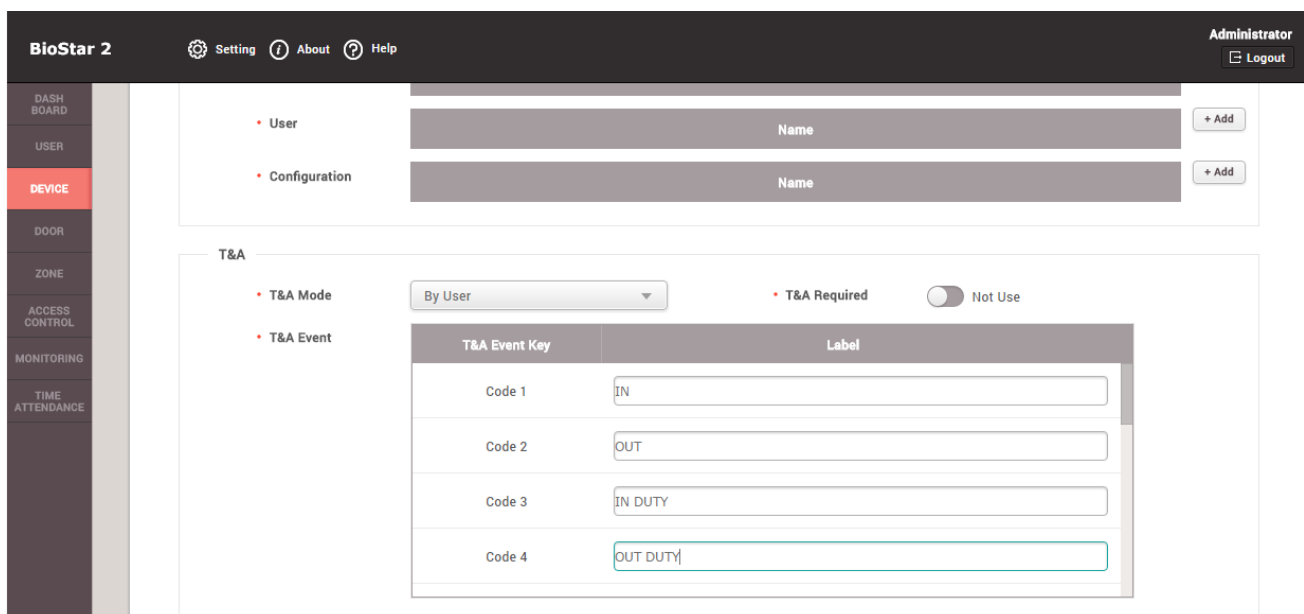 Administrator
BioStar 2
Setting
About
Help
Logout
DASH
BOARD
USER
DEVICE
DOOR
ZONE
ACCESS
CONTROL
MONITORING
TIME
ATTENDANCE
• User
Name
+ Add
• Configuration
Name
+ Add
T&A
• T&A Mode
By User
• T&A Required
Not Use
• T&A Event
T&A Event Key
Label
Code 1
IN
Code 2
OUT
Code 3
IN DUTY
Code 4
OUT DUTY